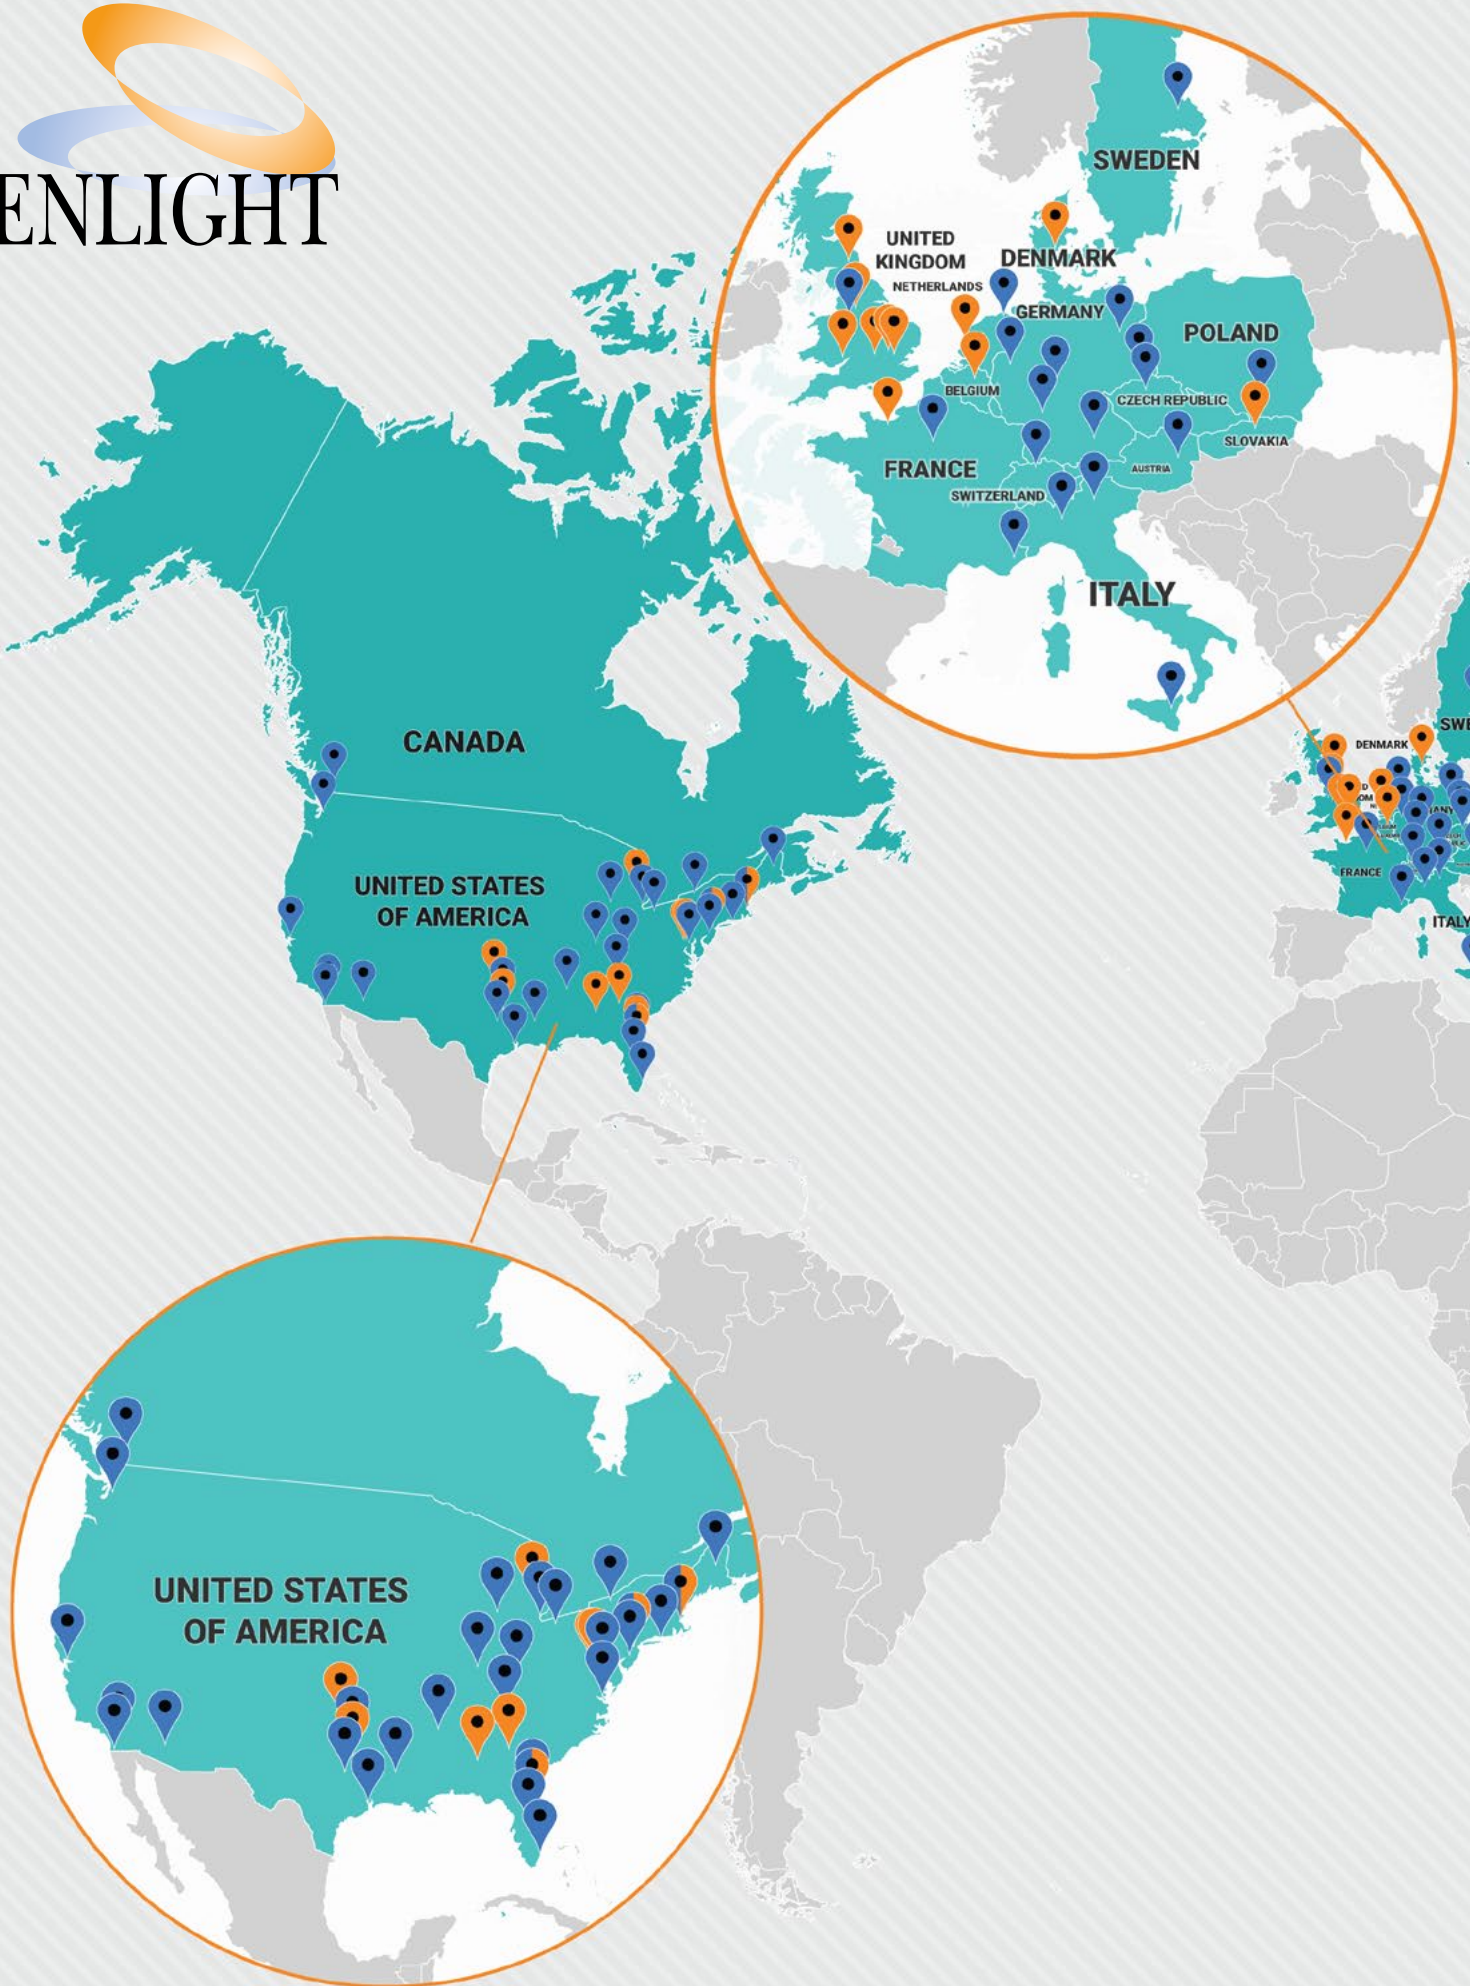 ENLIGHT
SWEDEN
UNITED
KINGDOM
DENMARK
NETHERLANDS
GERMANY
POLAND
BELGIUM
CZECH REPUBLIC
SLOVAKIA
FRANCE
AUSTRIA
SWITZERLAND
ITALY
CANADA
UNITED STATES
OF AMERICA
SWE
DENMARK
FRANCE
ITALY
UNITED STATES
OF AMERICA